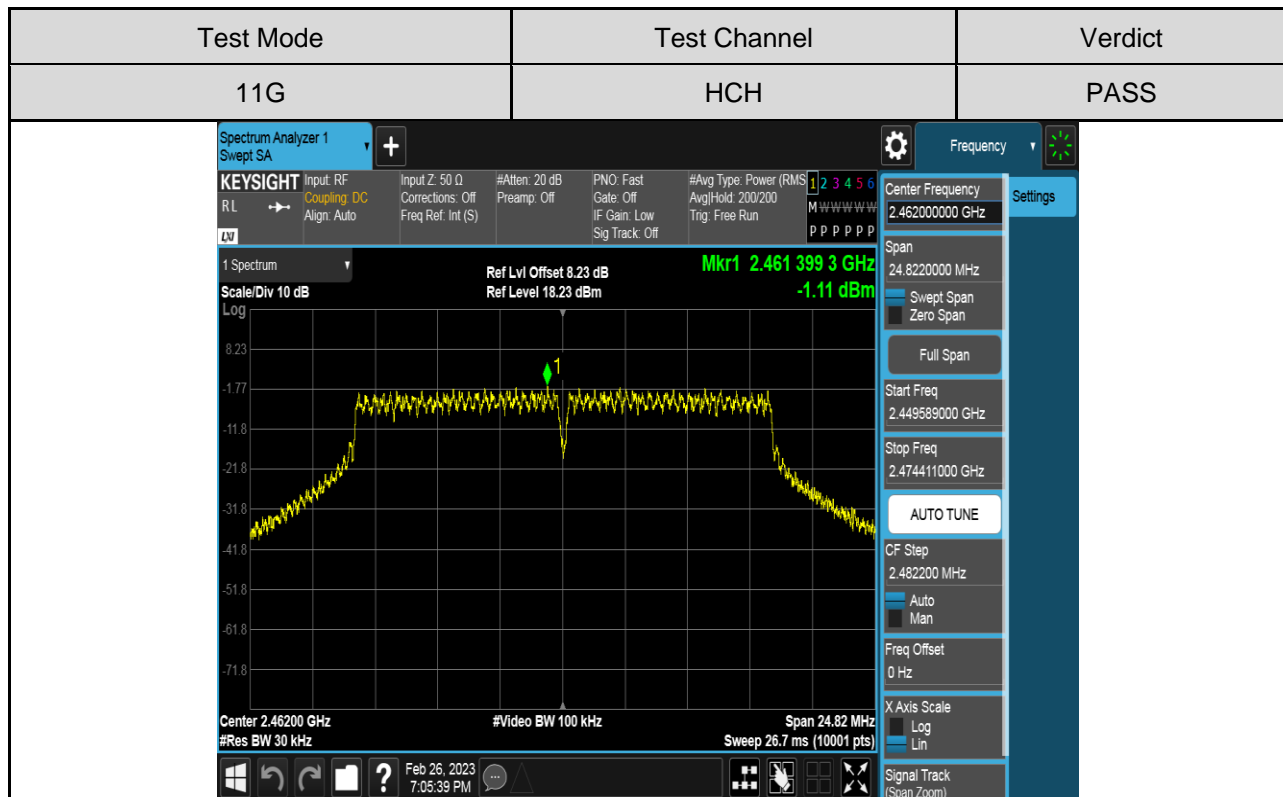 Test Mode Test Channel Verdict
11G HCH PASS
Spectrum Analyzer 1
Swept SA
+
Frequency
KEYSIGHT
R L
LXI
Input: RF
Coupling: DC
Align: Auto
Input Z: 50 Ω
Corrections: Off
Freq Ref: Int (S)
#Atten: 20 dB
Preamp: Off
PNO: Fast
Gate: Off
IF Gain: Low
Sig Track: Off
#Avg Type: Power (RMS
Avg|Hold: 200/200
Trig: Free Run
1 2 3 4 5 6
M W W W W W
P P P P P P
1 Spectrum
Scale/Div 10 dB
Log
Ref Lvl Offset 8.23 dB
Ref Level 18.23 dBm
Mkr1 2.461 399 3 GHz
-1.11 dBm
8.23
-1.77
-11.8
-21.8
-31.8
-41.8
-51.8
-61.8
-71.8
1
Center 2.46200 GHz #Video BW 100 kHz Span 24.82 MHz
#Res BW 30 kHz Sweep 26.7 ms (10001 pts)
?
Feb 26, 2023
7:05:39 PM
Center Frequency
2.462000000 GHz
Span
24.8220000 MHz
Swept Span
Zero Span
Full Span
Start Freq
2.449589000 GHz
Stop Freq
2.474411000 GHz
AUTO TUNE
CF Step
2.482200 MHz
Auto
Man
Freq Offset
0 Hz
X Axis Scale
Log
Lin
Signal Track
(Span Zoom)
Settings